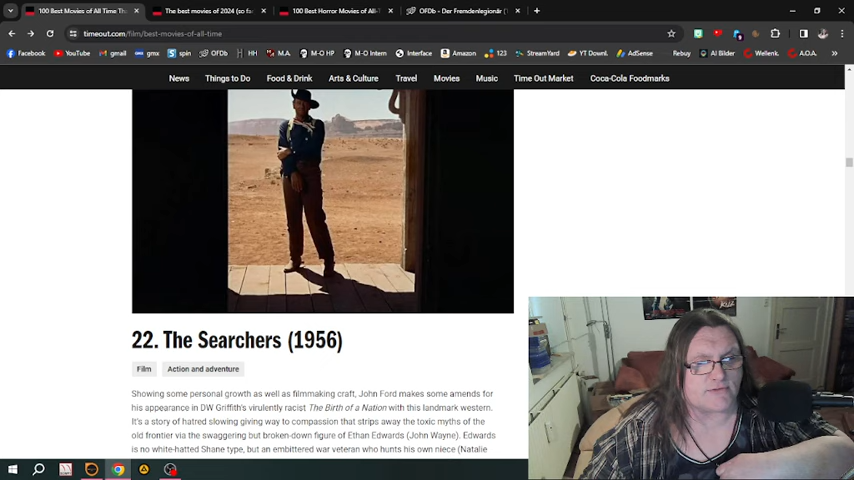 100 Best Movies of All Time Th
The best movies of 2024 (so fa
100 Best Horror Movies of All-T
OFDb - Der Fremdenlegionär (1
timeout.com/film/best-movies-of-all-time
Facebook YouTube gmail gmx spin OFDb M.A. M-O HP M-O Intern Interface Amazon 123 StreamYard YT Downl. AdSense Rebuy AI Bilder Wellenk. A.O.A.
News Things to Do Food & Drink Arts & Culture Travel Movies Music Time Out Market Coca-Cola Foodmarks
22. The Searchers (1956)
Film Action and adventure
Showing some personal growth as well as filmmaking craft, John Ford makes some amends for
his appearance in DW Griffith's virulently racist The Birth of a Nation with this landmark western.
It's a story of hatred slowing giving way to compassion that strips away the toxic myths of the
old frontier via the swaggering but broken-down figure of Ethan Edwards (John Wayne). Edwards
is no white-hatted Shane type, but an embittered war veteran who hunts his own niece (Natalie